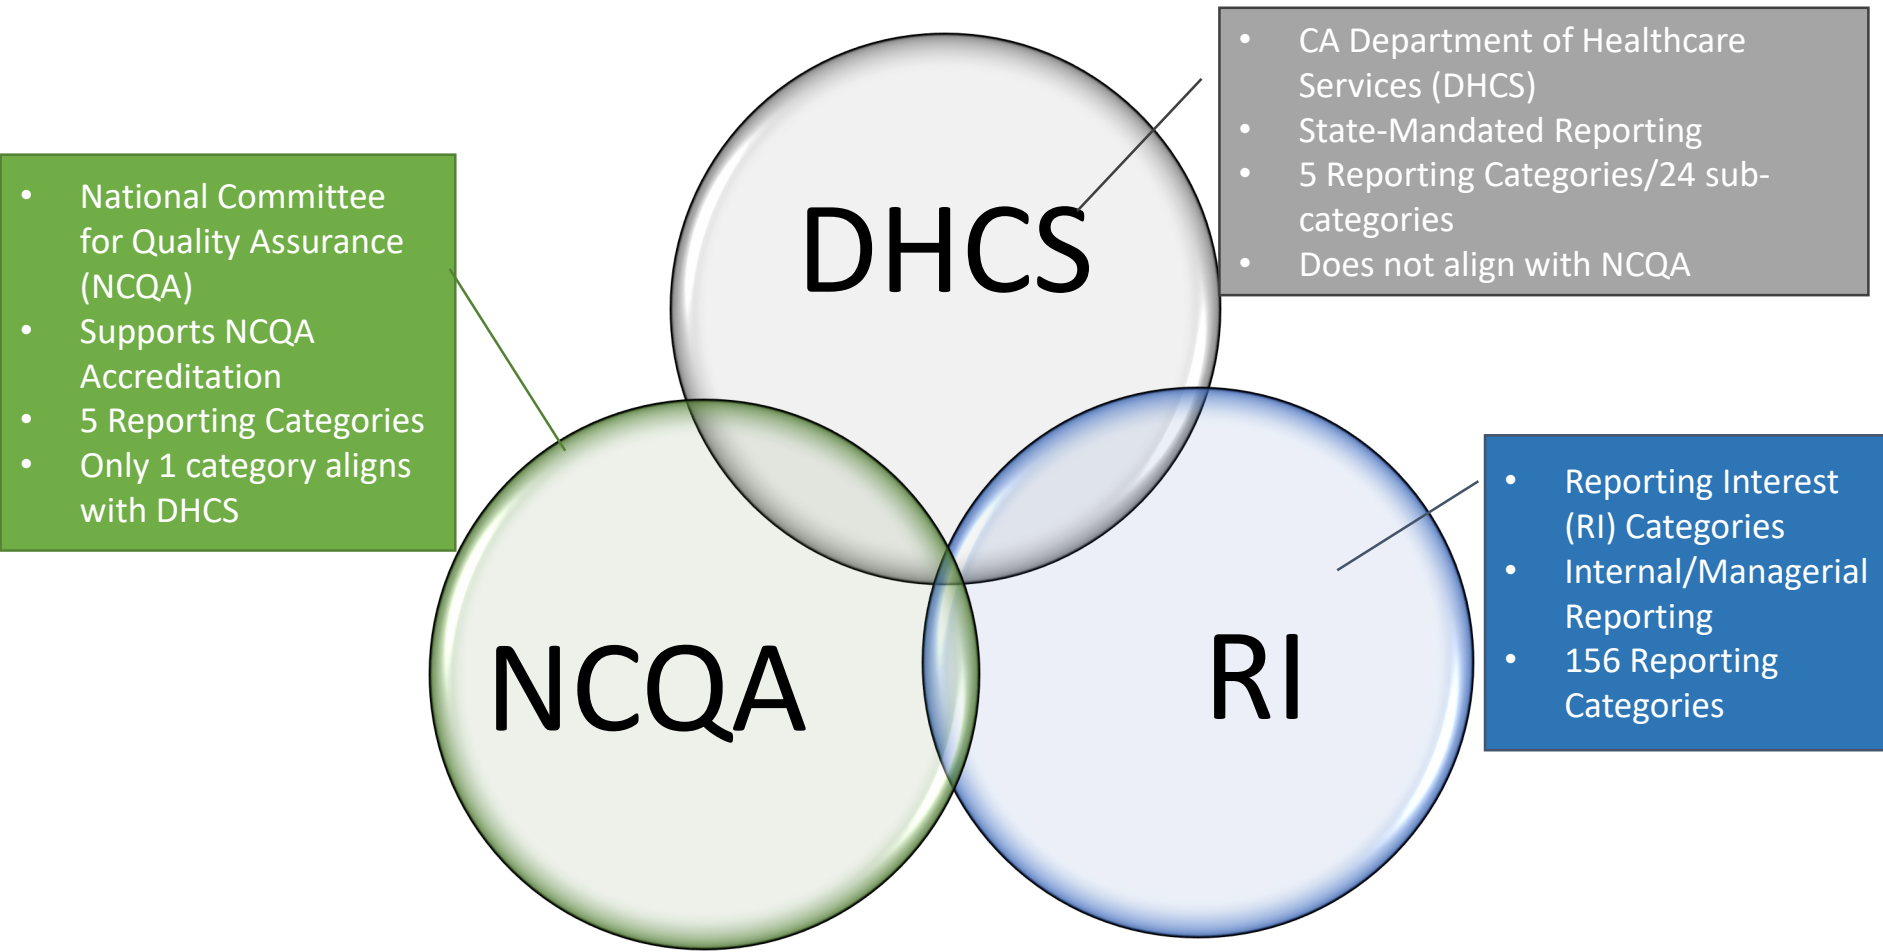 • CA Department of Healthcare
Services (DHCS)
• State-Mandated Reporting
• 5 Reporting Categories/24 sub-
categories
• Does not align with NCQA
DHCS
• National Committee
for Quality Assurance
(NCQA)
• Supports NCQA
Accreditation
• 5 Reporting Categories
• Only 1 category aligns
with DHCS
NCQA
RI
• Reporting Interest
(RI) Categories
• Internal/Managerial
Reporting
• 156 Reporting
Categories